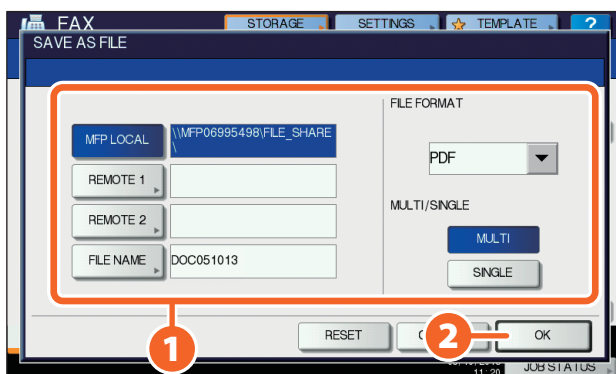 FAX STORAGE SETTINGS TEMPLATE ?
SAVE AS FILE
FILE FORMAT
MFP LOCAL \\MFP06995498\FILE_SHARE
\
PDF
REMOTE 1
MULTI/SINGLE
REMOTE 2
MULTI
FILE NAME DOC051013
SINGLE
1
RESET 2 OK
11:20 JOB STATUS